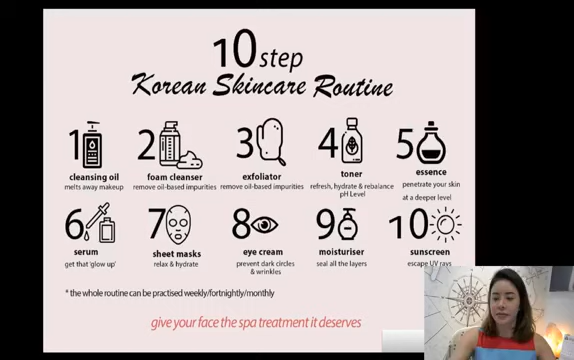 10 step
Korean Skincare Routine
1
cleansing oil
melts away makeup
2
foam cleanser
remove oil-based impurities
3
exfoliator
remove oil-based impurities
4
toner
refresh, hydrate & rebalance
pH Level
5
essence
penetrate your skin
at a deeper level
6
serum
get that 'glow up'
7
sheet masks
relax & hydrate
8
eye cream
prevent dark circles
& wrinkles
9
moisturiser
seal all the layers
10
sunscreen
escape UV rays
* the whole routine can be practised weekly/fortnightly/monthly
give your face the spa treatment it deserves